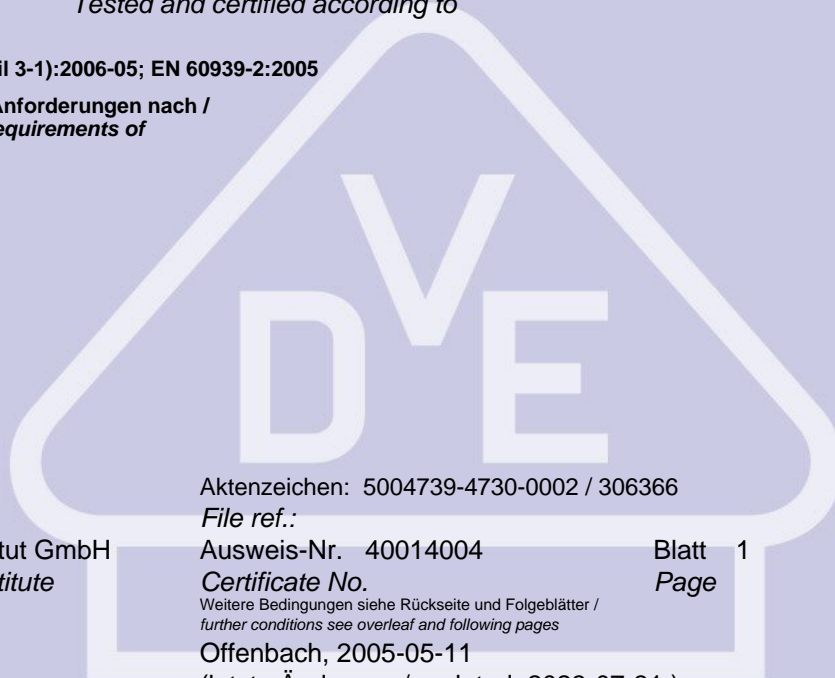 Tested and certified according to
il 3-1):2006-05; EN 60939-2:2005
Anforderungen nach /
equirements of
V
D E
Aktenzeichen: 5004739-4730-0002 / 306366
File ref.:
tut GmbH Ausweis-Nr. 40014004 Blatt 1
titute Certificate No. Page
Weitere Bedingungen siehe Rückseite und Folgeblätter /
further conditions see overleaf and following pages
Offenbach, 2005-05-11